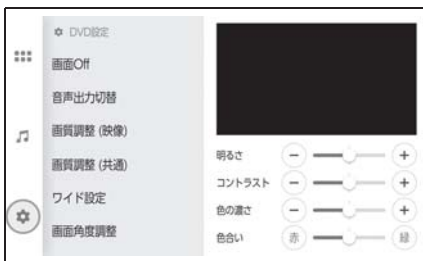 DVD設定
画面Off
音声出力切替
画質調整 (映像)
画質調整 (共通)
ワイド設定
画面角度調整
明るさ
コントラスト
色の濃さ
色合い 赤 緑